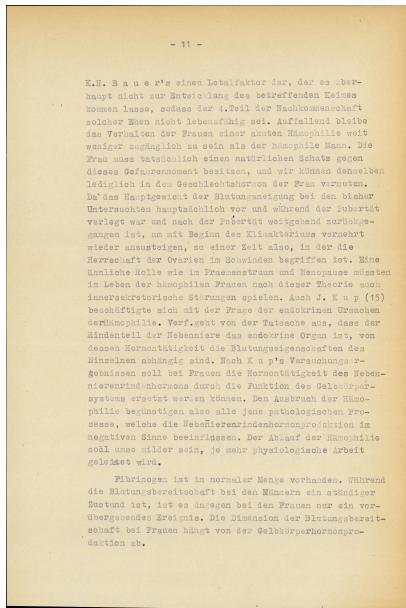 - 11 -
K.H. B a u e r's einen Letalfaktor dar, der es über-
haupt nicht zur Entwicklung des betreffenden Keimes
kommen lasse, sodass der 4.Teil der Nachkommenschaft
solcher Ehen nicht lebensfähig sei. Auffallend bleibe
das Verhalten der Frauen einer akuten Hämophilie weit
weniger zugänglich zu sein als der hämophile Mann. Die
Frau muss tatsächlich einen natürlichen Schutz gegen
dieses Gefahrenmoment besitzen, und wir können denselben
lediglich in dem Geschlechtshormon der Frau vermuten.
Da das Hauptgewicht der Blutungsneigung bei den bisher
Untersuchten hauptsächlich vor und während der Pubertät
verlegt war und nach der Pubertät weitgehend zurückge-
gangen ist, um mit Beginn des Klimakteriums vermehrt
wieder anzusteigen, zu einer Zeit also, in der die
Herrschaft der Ovarien im Schwinden begriffen ist. Eine
Ähnliche Rolle wie in Praemenstruum und Menopause müssten
im Leben der hämophilen Frauen nach dieser Theorie auch
innersekretorische Störungen spielen. Auch J. K u p (15)
beschäftigte sich mit der Frage der endokrinen Ursachen
derHämophilie. Verf.geht von der Tatsache aus, dass der
Rindenteil der Nebenniere das endokrine Organ ist, von
dessen Hormontätigkeit die Blutungseigenschaften des
Einzelnen abhängig sind. Nach K u p's Versuchungser-
gebnissen soll bei Frauen die Hormontätigkeit des Neben-
nierenrindenhormons durch die Funktion des Gelbkörper-
systems ersetzt werden können. Den Ausbruch der Hämo-
philie begünstigen also alle jene pathologischen Pro-
zesse, welche die Nebennierenrindenhormonproduktion im
negativen Sinne beeinflussen. Der Ablauf der Hämophilie
soll umso milder sein, je mehr physiologische Arbeit
geleistet wird.
Fibrinogen ist in normaler Menge vorhanden. Während
die Blutungsbereitschaft bei den Männern ein ständiger
Zustand ist, ist es dagegen bei den Frauen nur ein vor-
übergehendes Ereignis. Die Dimension der Blutungsbereit-
schaft bei Frauen hängt von der Gelbkörperhormonpro-
duktion ab.